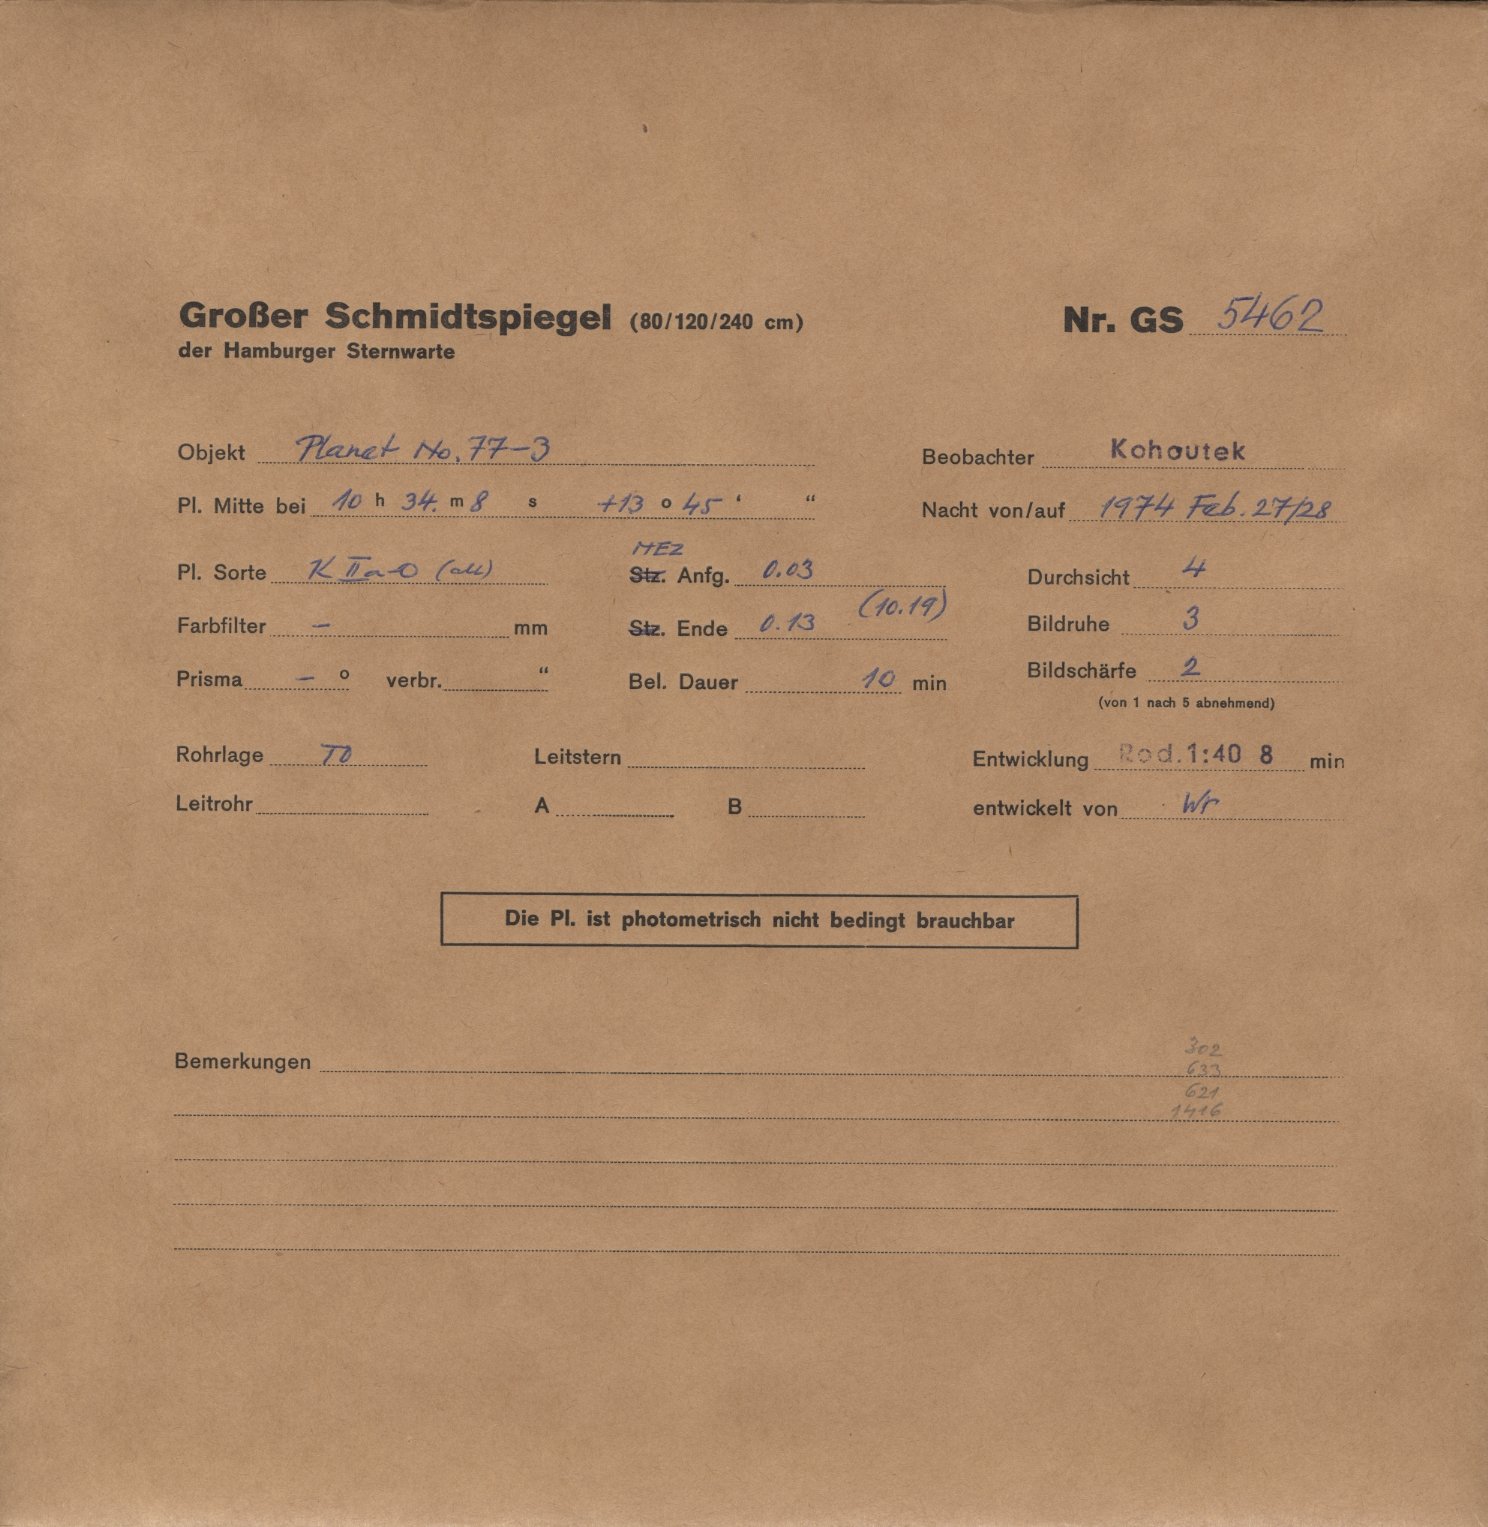 Großer Schmidtspiegel (80/120/240 cm) Nr. GS 5462
der Hamburger Sternwarte
Objekt Planet No. 77-3 Beobachter Kohoutek
Pl. Mitte bei 10 h 34. m 8 s +13 o 45 ‘ “ Nacht von/auf 1974 Feb. 27/28
MEZ
Pl. Sorte K IIa-O (alt) Stz. Anfg. 0.03 Durchsicht 4
Farbfilter – mm Stz. Ende 0.13 (10.19) Bildruhe 3
Prisma – o verbr. “ Bel. Dauer 10 min Bildschärfe 2
(von 1 nach 5 abnehmend)
Rohrlage TO Leitstern Entwicklung Rod. 1:40 8 min
Leitrohr A B entwickelt von Wr
Die Pl. ist photometrisch nicht bedingt brauchbar
302
Bemerkungen 633
621
1416